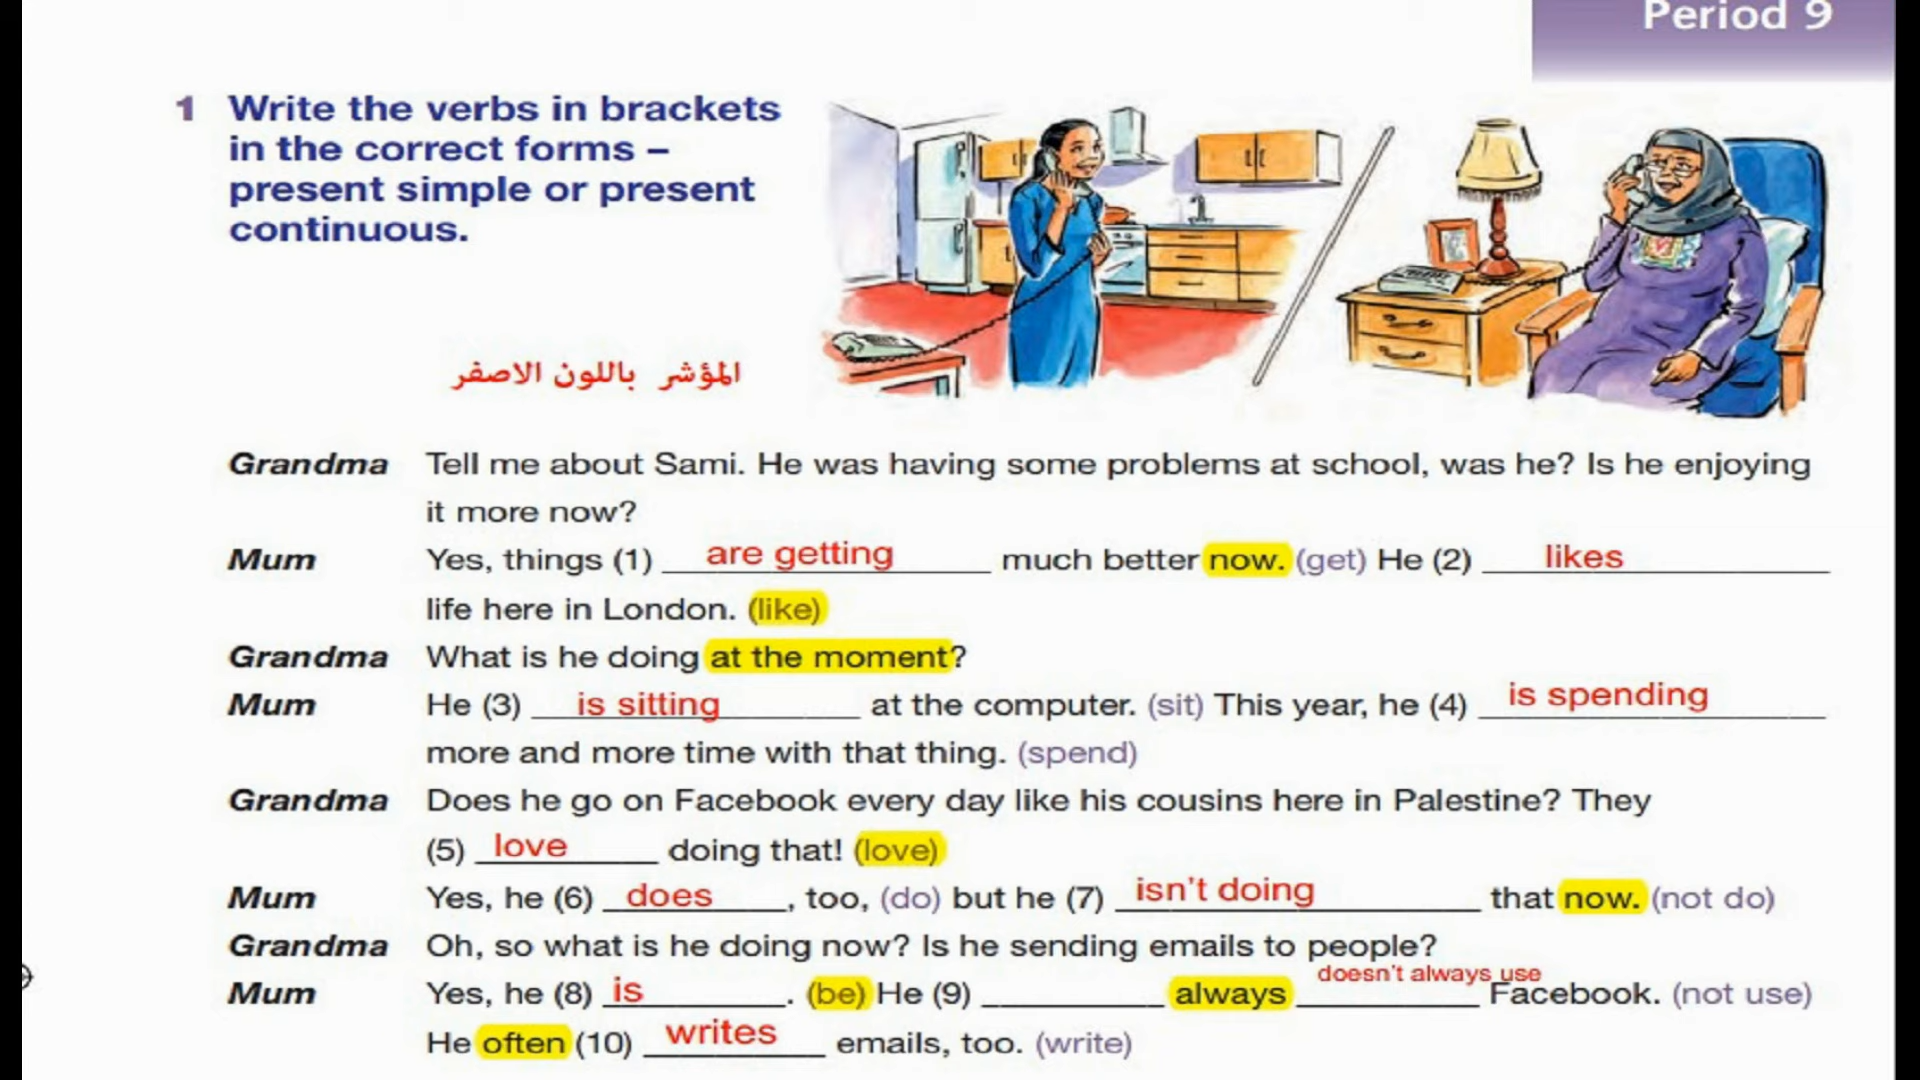 Period 9
1 Write the verbs in brackets
in the correct forms –
present simple or present
continuous.
المؤشر باللون الاصفر
Grandma Tell me about Sami. He was having some problems at school, was he? Is he enjoying
it more now?
Mum Yes, things (1) are getting much better now. (get) He (2) likes
life here in London. (like)
Grandma What is he doing at the moment?
Mum He (3) is sitting at the computer. (sit) This year, he (4) is spending
more and more time with that thing. (spend)
Grandma Does he go on Facebook every day like his cousins here in Palestine? They
(5) love doing that! (love)
Mum Yes, he (6) does, too, (do) but he (7) isn't doing that now. (not do)
Grandma Oh, so what is he doing now? Is he sending emails to people?
doesn't always use
Mum Yes, he (8) is. (be) He (9) ________ always ________ Facebook. (not use)
He often (10) writes emails, too. (write)